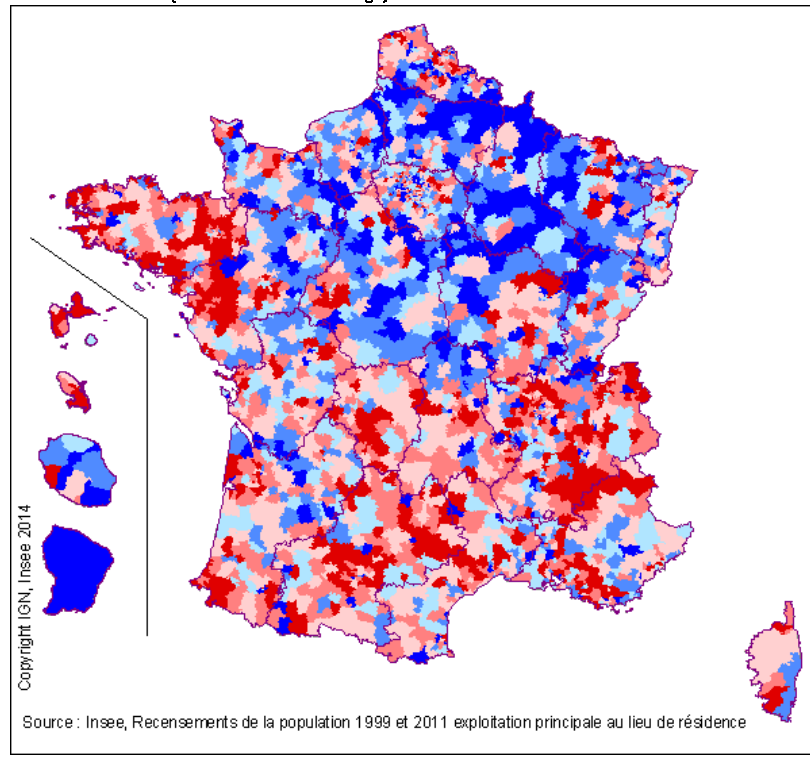 Copyright IGN, Insee 2014
Source : Insee, Recensements de la population 1999 et 2011 exploitation principale au lieu de résidence